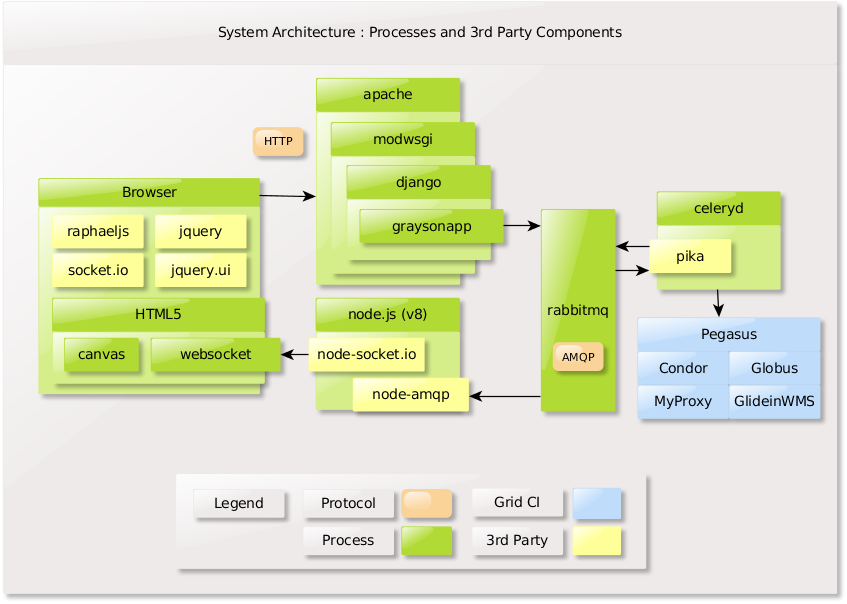 System Architecture : Processes and 3rd Party Components
apache
HTTP
modwsgi
django
graysonapp
Browser
raphaeljs
jquery
socket.io
jquery.ui
HTML5
canvas
websocket
node.js (v8)
node-socket.io
node-amqp
rabbitmq
AMQP
celeryd
pika
Pegasus
Condor
Globus
MyProxy
GlideinWMS
Legend
Protocol
Grid CI
Process
3rd Party